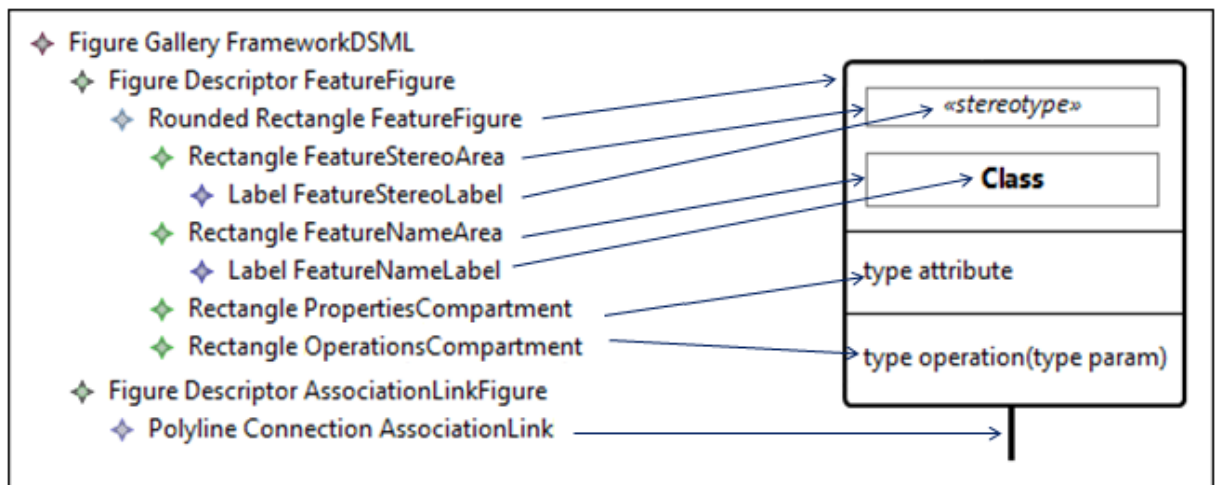 Figure Gallery FrameworkDSML
Figure Descriptor FeatureFigure
Rounded Rectangle FeatureFigure
Rectangle FeatureStereoArea
Label FeatureStereoLabel
Rectangle FeatureNameArea
Label FeatureNameLabel
Rectangle PropertiesCompartment
Rectangle OperationsCompartment
Figure Descriptor AssociationLinkFigure
Polyline Connection AssociationLink
«stereotype»
Class
type attribute
type operation(type param)